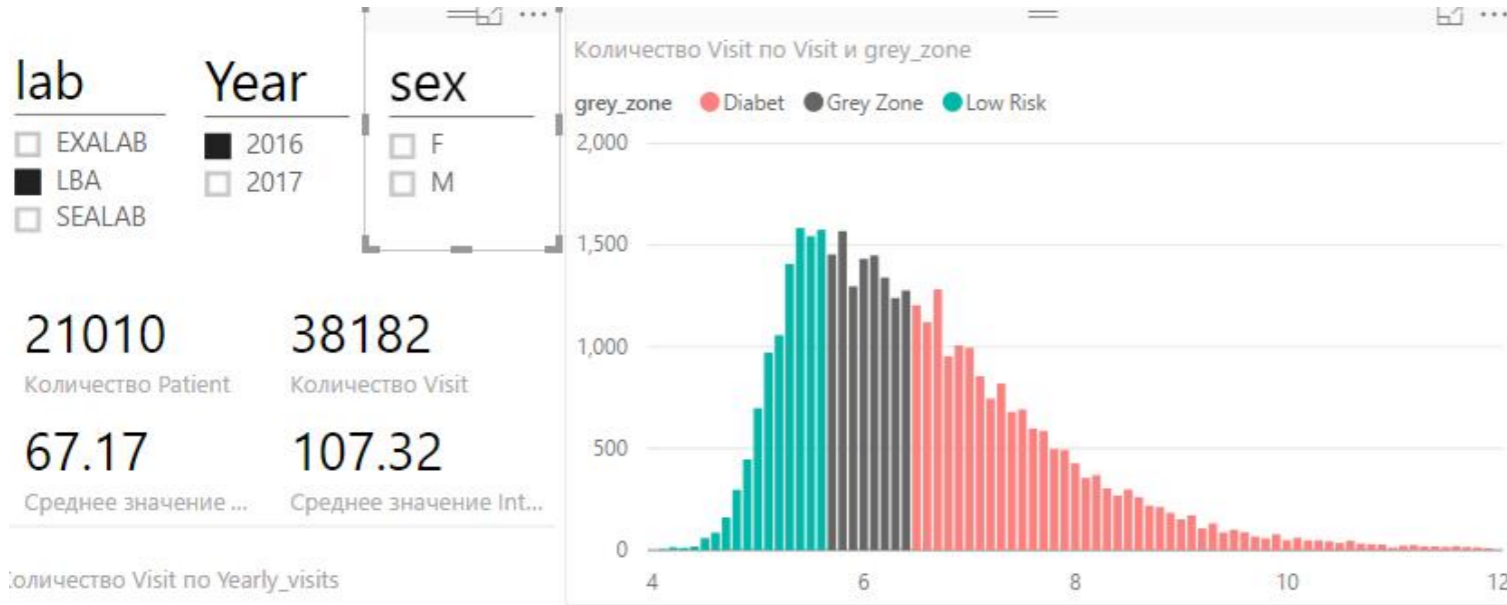 lab
EXALAB
LBA
SEALAB
Year
2016
2017
sex
F
M
21010
Количество Patient
38182
Количество Visit
67.17
Среднее значение ...
107.32
Среднее значение Int...
оличество Visit по Yearly_visits
Количество Visit по Visit и grey_zone
grey_zone Diabet Grey Zone Low Risk
2,000
1,500
1,000
500
0
4 6 8 10 12